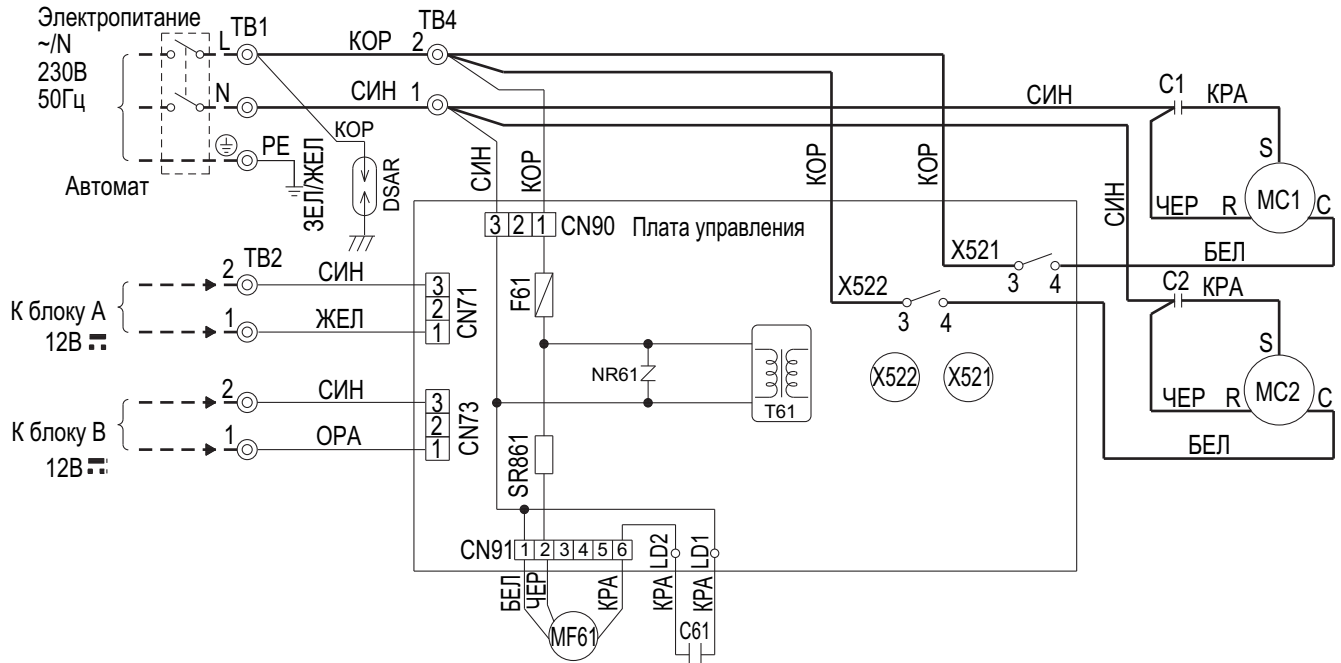 Электропитание
~/N
230В
50Гц
Автомат
L
N
TB1
PE
КОР
СИН
TB4
2
1
КОР
ЗЕЛ/ЖЕЛ
DSAR
СИН
КОР
КОР
КОР
СИН
СИН
C1
КРА
S
MC1
ЧЕР
R
C
БЕЛ
C2
КРА
S
MC2
ЧЕР
R
C
БЕЛ
3 2 1
CN90
Плата управления
X521
3 4
X522
3 4
X522
X521
F61
NR61
T61
SR861
К блоку А
12В
2
TB2
СИН
1
ЖЕЛ
3
2
1
CN71
К блоку В
12В
2
СИН
1
ОРА
3
2
1
CN73
CN91
1 2 3 4 5 6
LD2
LD1
БЕЛ
ЧЕР
КРА
КРА
КРА
MF61
C61